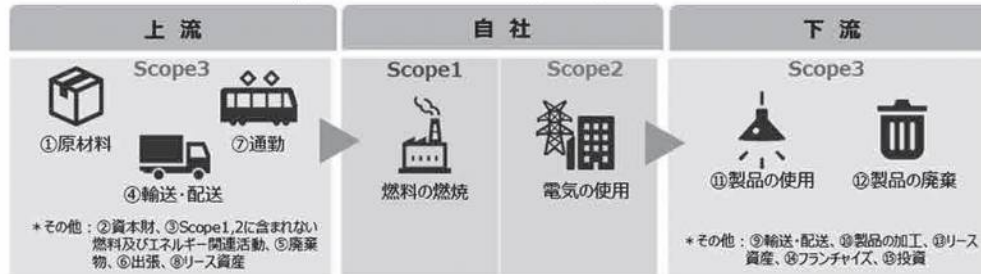 上 流
自 社
下 流
Scope3
Scope1
Scope2
Scope3
①原材料
⑦通勤
④輸送・配送
*その他:②資本財、③Scope1,2に含まれない
燃料及びエネルギー関連活動、⑤廃棄
物、⑥出張、⑧リース資産
燃料の燃焼
電気の使用
⑪製品の使用
⑫製品の廃棄
*その他:⑨輸送・配送、⑩製品の加工、⑬リース
資産、⑭フランチャイズ、⑮投資